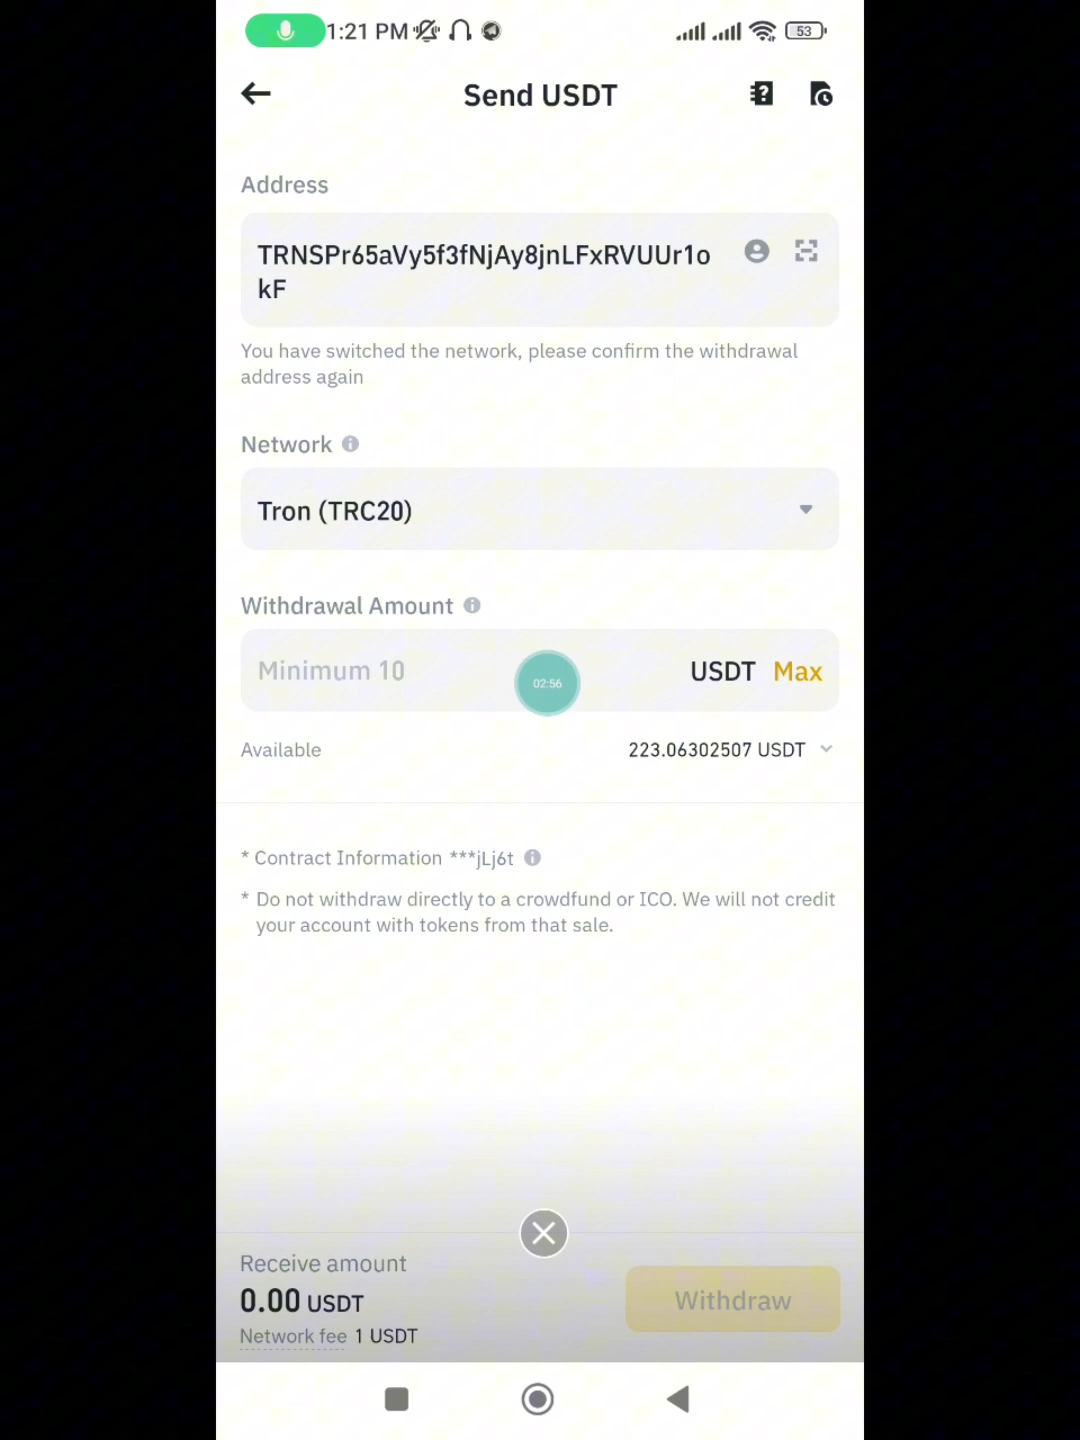 1:21 PM
53
Send USDT
Address
TRNSPr65aVy5f3fNjAy8jnLFxRVUUr1o
kF
You have switched the network, please confirm the withdrawal
address again
Network
Tron (TRC20)
Withdrawal Amount
Minimum 10
02:56
USDT Max
Available
223.06302507 USDT
* Contract Information ***jLj6t
* Do not withdraw directly to a crowdfund or ICO. We will not credit
your account with tokens from that sale.
Receive amount
0.00 USDT
Network fee 1 USDT
Withdraw